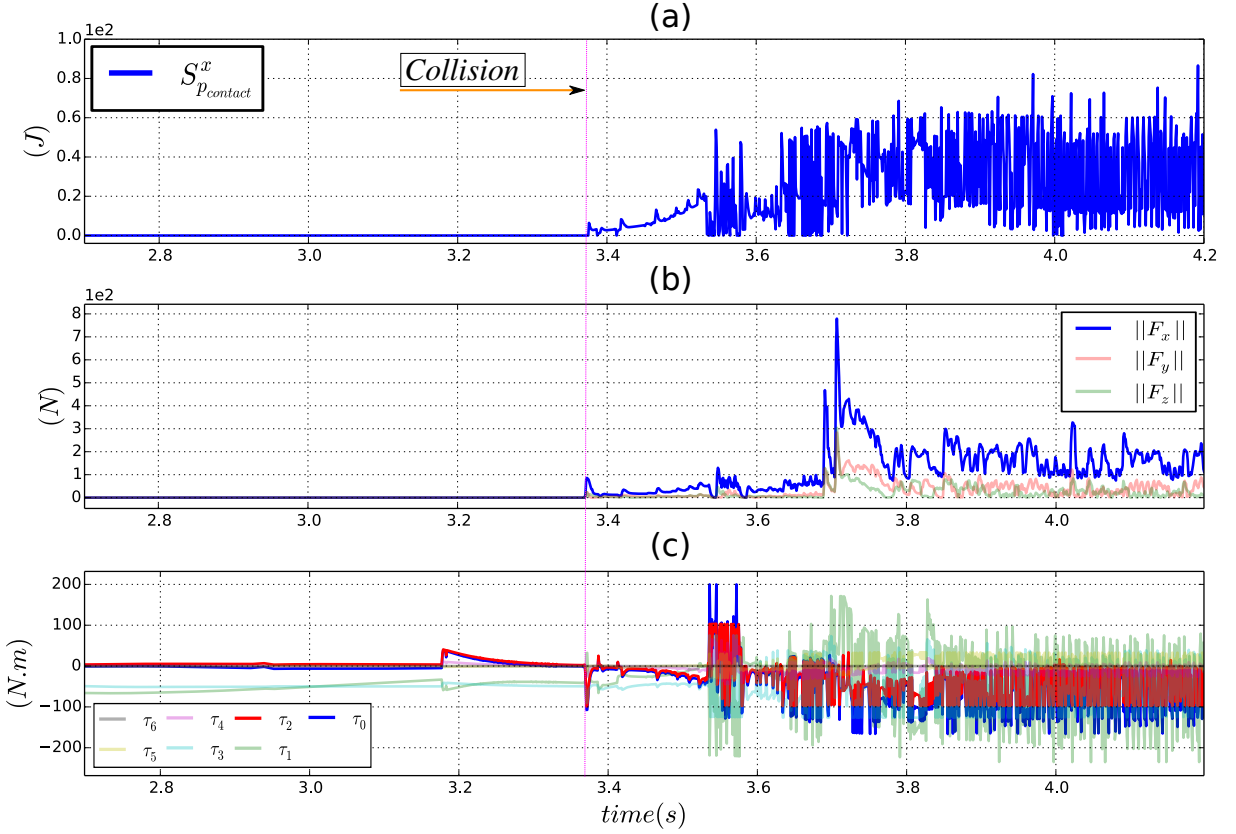 (a)
1e2
1.0
0.8
0.6
0.4
0.2
0.0
(J)
S^x_{p_{contact}}
Collision
2.8 3.0 3.2 3.4 3.6 3.8 4.0 4.2
(b)
1e2
8
7
6
5
4
3
2
1
0
(N)
||F_x||
||F_y||
||F_z||
2.8 3.0 3.2 3.4 3.6 3.8 4.0
(c)
200
100
0
−100
−200
(N.m)
τ_6 τ_4 τ_2 τ_0
τ_5 τ_3 τ_1
2.8 3.0 3.2 3.4 3.6 3.8 4.0
time(s)